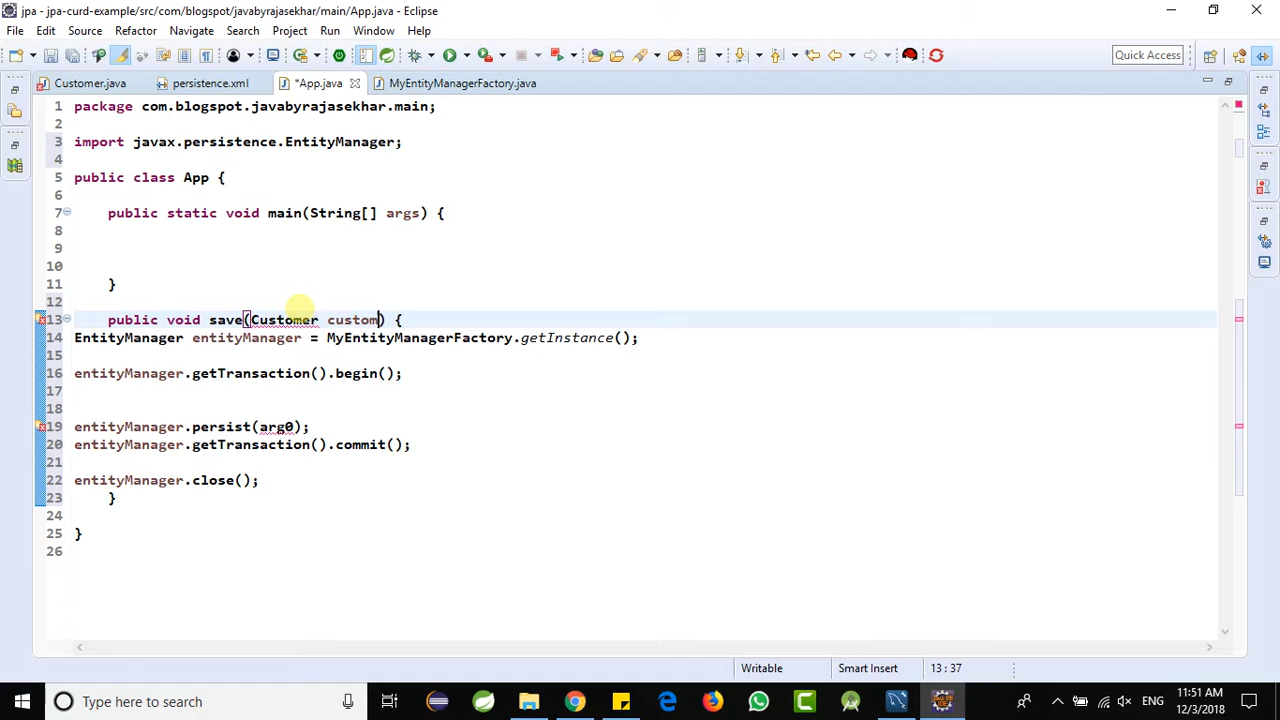 jpa - jpa-curd-example/src/com/blogspot/javabyrajasekhar/main/App.java - Eclipse
File Edit Source Refactor Navigate Search Project Run Window Help
Quick Access
Customer.java persistence.xml *App.java MyEntityManagerFactory.java
1 package com.blogspot.javabyrajasekhar.main;
2
3 import javax.persistence.EntityManager;
4
5 public class App {
6
7 public static void main(String[] args) {
8
9
10
11 }
12
13 public void save(Customer custom) {
14 EntityManager entityManager = MyEntityManagerFactory.getInstance();
15
16 entityManager.getTransaction().begin();
17
18
19 entityManager.persist(arg0);
20 entityManager.getTransaction().commit();
21
22 entityManager.close();
23 }
24
25 }
26
Writable Smart Insert 13 : 37
Type here to search
ENG
11:51 AM
12/3/2018